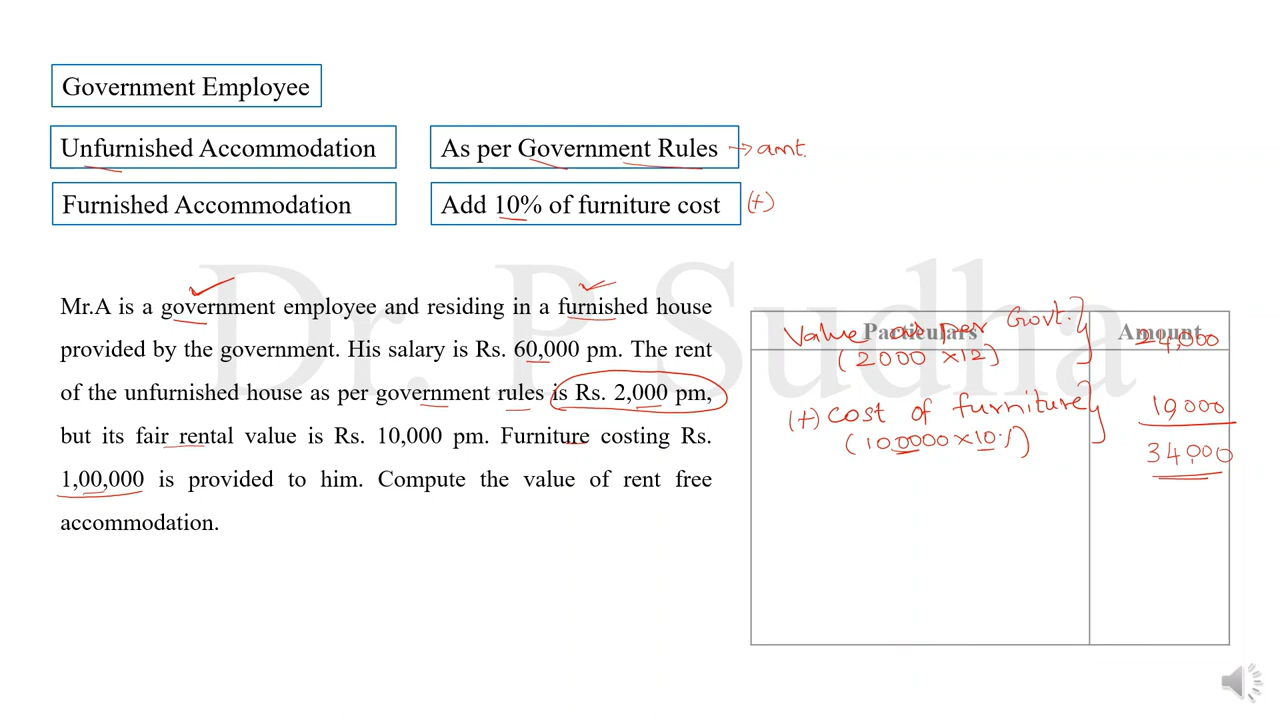 Government Employee
Unfurnished Accommodation
As per Government Rules → amt.
Furnished Accommodation
Add 10% of furniture cost (+)
Dr. P Sudha
Mr.A is a government employee and residing in a furnished house
provided by the government. His salary is Rs. 60,000 pm. The rent
of the unfurnished house as per government rules is Rs. 2,000 pm,
but its fair rental value is Rs. 10,000 pm. Furniture costing Rs.
1,00,000 is provided to him. Compute the value of rent free
accommodation.
Particulars Amount
Value as per Govt. 24,000
(2000 ×12)
(+) cost of furniture 10000
(100000 × 10%)
34,000